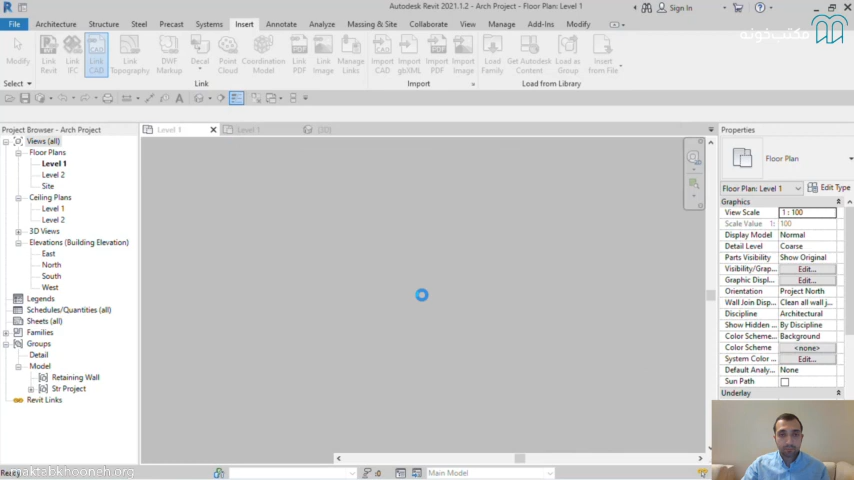 Autodesk Revit 2021.1.2 - Arch Project - Floor Plan: Level 1
Sign In
File Architecture Structure Steel Precast Systems Insert Annotate Analyze Massing & Site Collaborate View Manage Add-Ins Modify
مکتب‌خونه
Modify
Link Revit
Link IFC
Link CAD
Link Topography
DWF Markup
Decal
Point Cloud
Coordination Model
Link PDF
Link Image
Manage Links
Import CAD
Import gbXML
Import PDF
Import Image
Load Family
Get Autodesk Content
Load as Group
Insert from File
Select Link Import Load from Library
Project Browser - Arch Project
Level 1 Level 1 {3D}
Properties
Views (all)
Floor Plans
Level 1
Level 2
Site
Ceiling Plans
Level 1
Level 2
3D Views
Elevations (Building Elevation)
East
North
South
West
Legends
Schedules/Quantities (all)
Sheets (all)
Families
Groups
Detail
Model
Retaining Wall
Str Project
Revit Links
Floor Plan
Floor Plan: Level 1 Edit Type
Graphics
View Scale 1 : 100
Scale Value 1: 100
Display Model Normal
Detail Level Coarse
Parts Visibility Show Original
Visibility/Grap... Edit...
Graphic Displ... Edit...
Orientation Project North
Wall Join Disp... Clean all wall j...
Discipline Architectural
Show Hidden ... By Discipline
Color Scheme... Background
Color Scheme <none>
System Color ... Edit...
Default Analy... None
Sun Path
Underlay
Main Model
maktabkhooneh.org